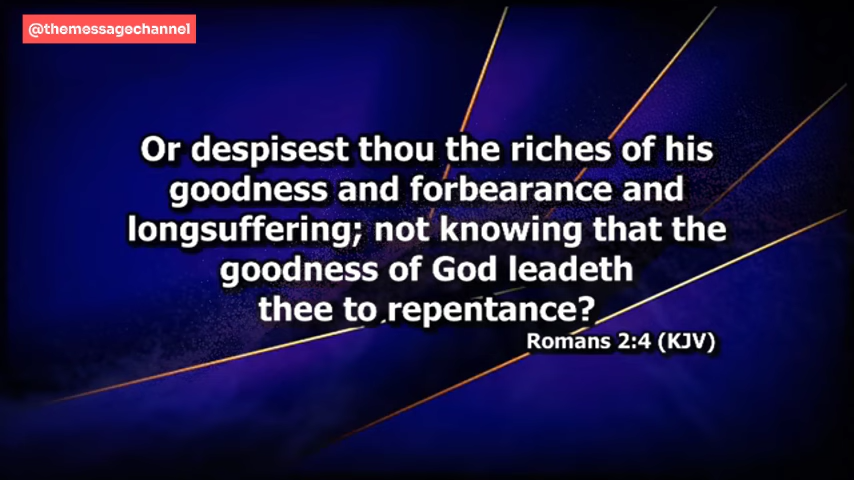 @themessagechannel
Or despisest thou the riches of his
goodness and forbearance and
longsuffering; not knowing that the
goodness of God leadeth
thee to repentance?
Romans 2:4 (KJV)